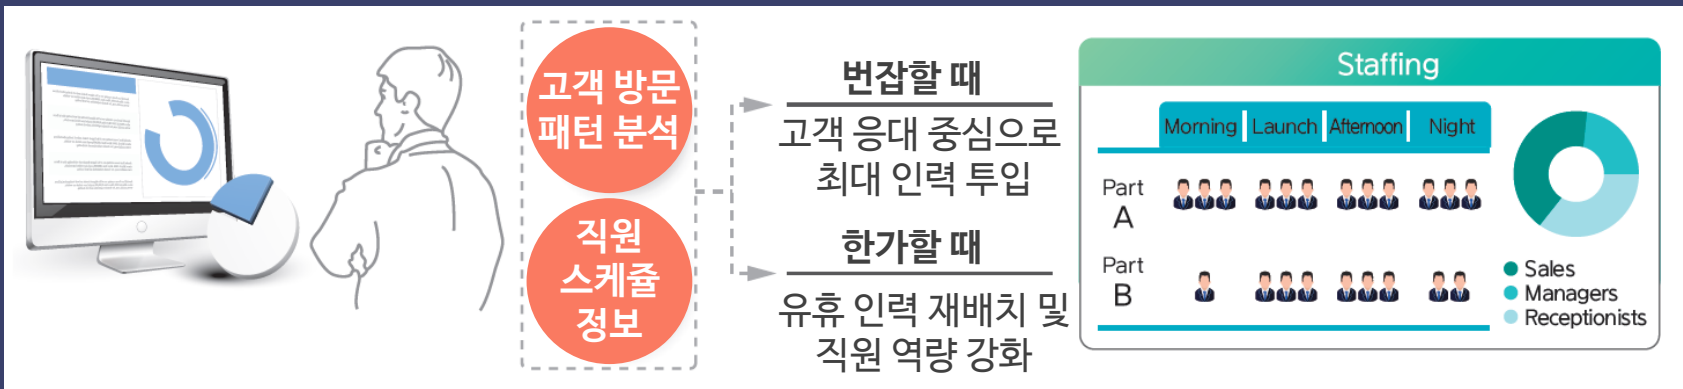 고객 방문
패턴 분석
직원
스케쥴
정보
번잡할 때
고객 응대 중심으로
최대 인력 투입
한가할 때
유휴 인력 재배치 및
직원 역량 강화
Staffing
Morning Launch Afternoon Night
Part
A
Part
B
Sales
Managers
Receptionists